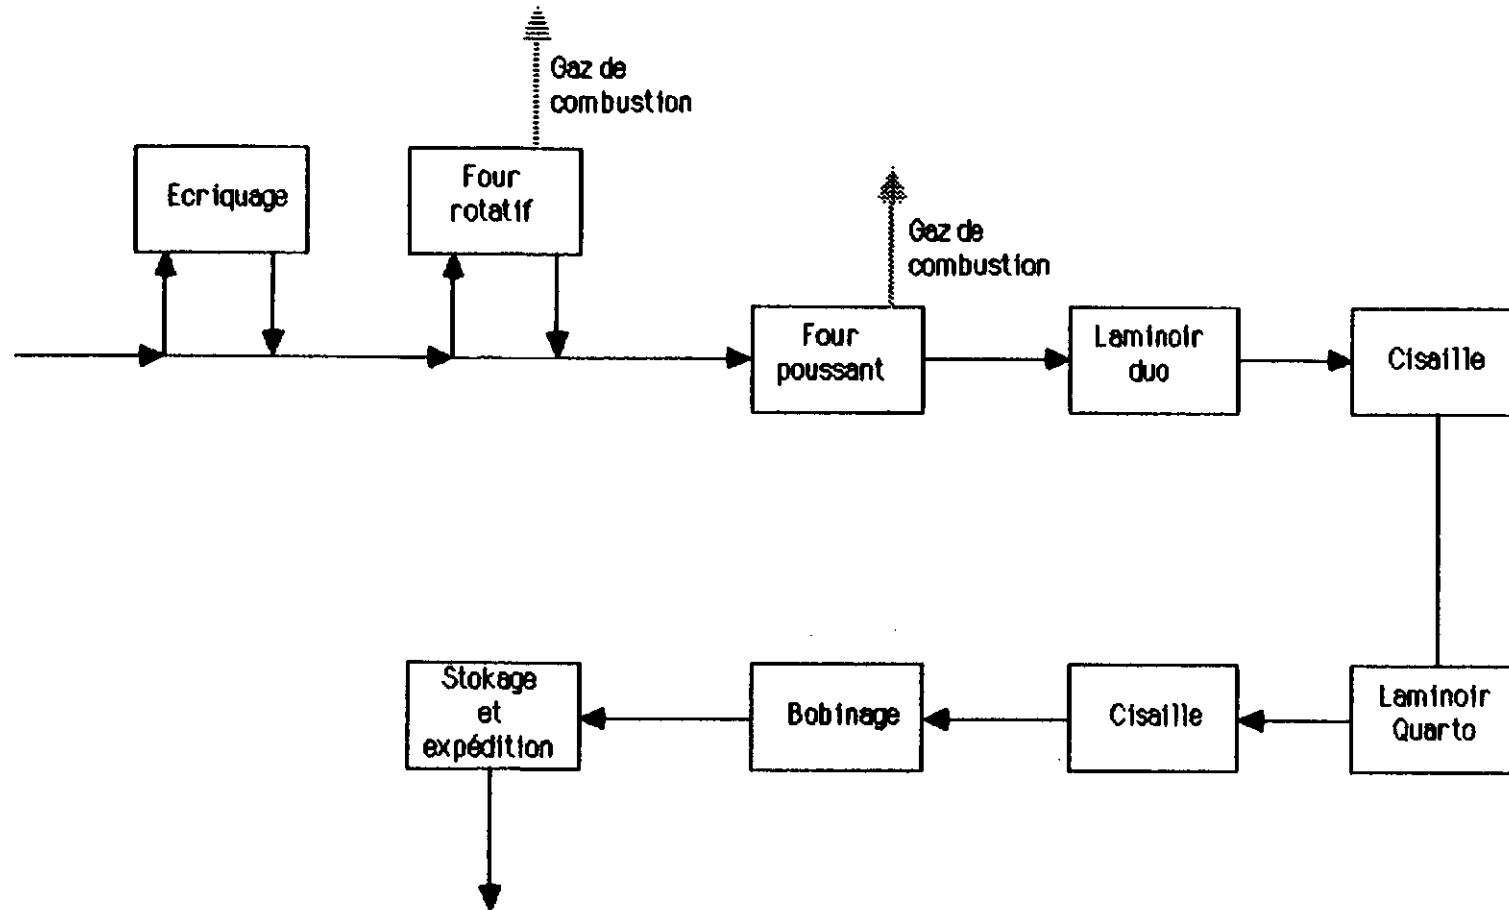 Gaz de
combustion
Ecriquage
Four
rotatif
Gaz de
combustion
Four
poussant
Laminoir
duo
Cisaille
Stokage
et
expédition
Bobinage
Cisaille
Laminoir
Quarto